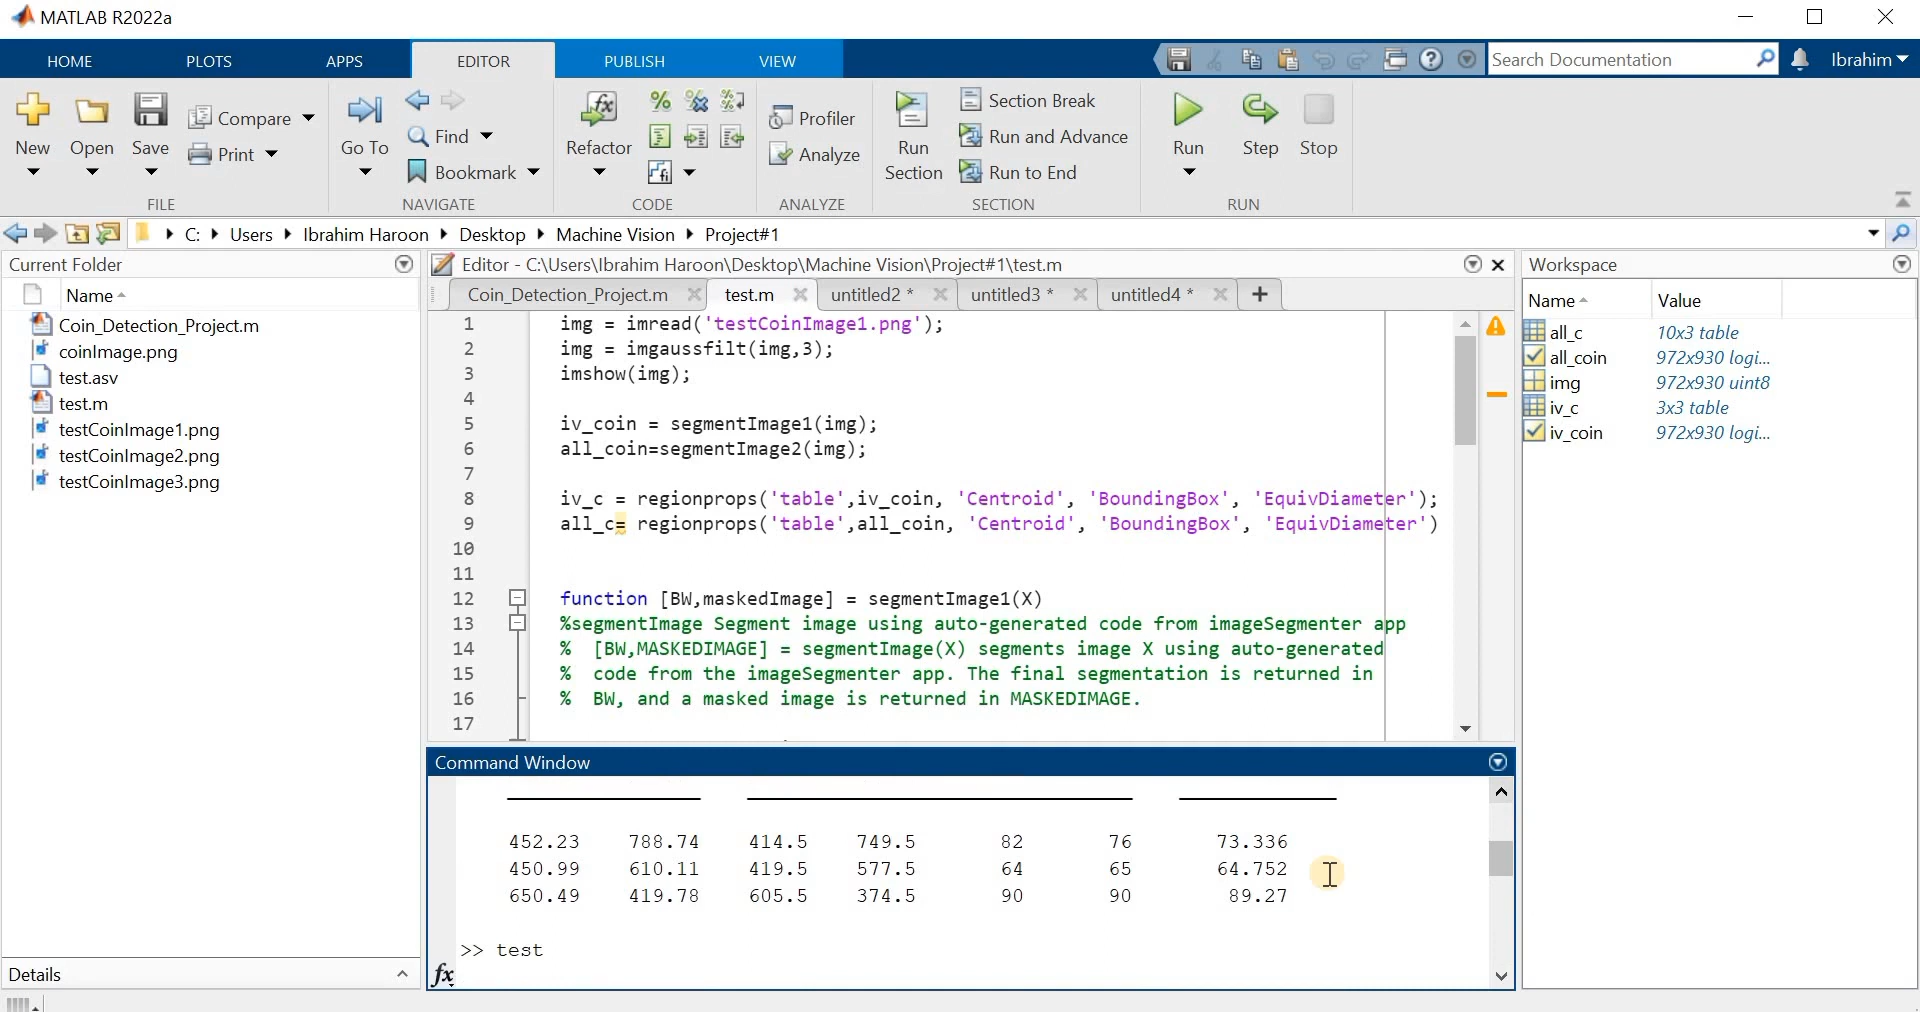 MATLAB R2022a
HOME PLOTS APPS EDITOR PUBLISH VIEW
Search Documentation
Ibrahim
New Open Save
Compare
Print
FILE
Go To
Find
Bookmark
NAVIGATE
Refactor
CODE
Profiler
Analyze
ANALYZE
Run Section
Section Break
Run and Advance
Run to End
SECTION
Run Step Stop
RUN
C: Users Ibrahim Haroon Desktop Machine Vision Project#1
Current Folder
Name
Coin_Detection_Project.m
coinImage.png
test.asv
test.m
testCoinImage1.png
testCoinImage2.png
testCoinImage3.png
Details
Editor - C:\Users\Ibrahim Haroon\Desktop\Machine Vision\Project#1\test.m
Coin_Detection_Project.m test.m untitled2 * untitled3 * untitled4 * +
1 img = imread('testCoinImage1.png');
2 img = imgaussfilt(img,3);
3 imshow(img);
4
5 iv_coin = segmentImage1(img);
6 all_coin=segmentImage2(img);
7
8 iv_c = regionprops('table',iv_coin, 'Centroid', 'BoundingBox', 'EquivDiameter');
9 all_c= regionprops('table',all_coin, 'Centroid', 'BoundingBox', 'EquivDiameter')
10
11
12 function [BW,maskedImage] = segmentImage1(X)
13 %segmentImage Segment image using auto-generated code from imageSegmenter app
14 % [BW,MASKEDIMAGE] = segmentImage(X) segments image X using auto-generated
15 % code from the imageSegmenter app. The final segmentation is returned in
16 % BW, and a masked image is returned in MASKEDIMAGE.
17
Command Window
452.23 788.74 414.5 749.5 82 76 73.336
450.99 610.11 419.5 577.5 64 65 64.752
650.49 419.78 605.5 374.5 90 90 89.27
>> test
fx
Workspace
Name Value
all_c 10x3 table
all_coin 972x930 logi...
img 972x930 uint8
iv_c 3x3 table
iv_coin 972x930 logi...